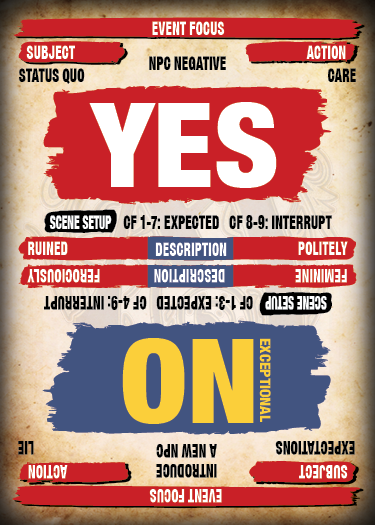 EVENT FOCUS
SUBJECT ACTION
NPC NEGATIVE
STATUS QUO CARE
YES
SCENE SETUP CF 1-7: EXPECTED CF 8-9: INTERRUPT
RUINED DESCRIPTION POLITELY
EVENT FOCUS
SUBJECT ACTION
INTRODUCE
A NEW NPC
EXPECTATIONS LIE
EXCEPTIONAL
NO
SCENE SETUP CF 1-3: EXPECTED CF 4-9: INTERRUPT
FEMININE DESCRIPTION FEROCIOUSLY